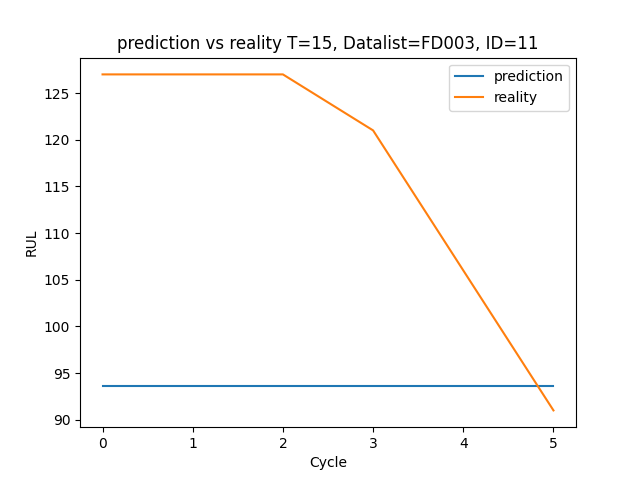 prediction vs reality T=15, Datalist=FD003, ID=11
prediction
reality
RUL
125
120
115
110
105
100
95
90
0 1 2 3 4 5
Cycle